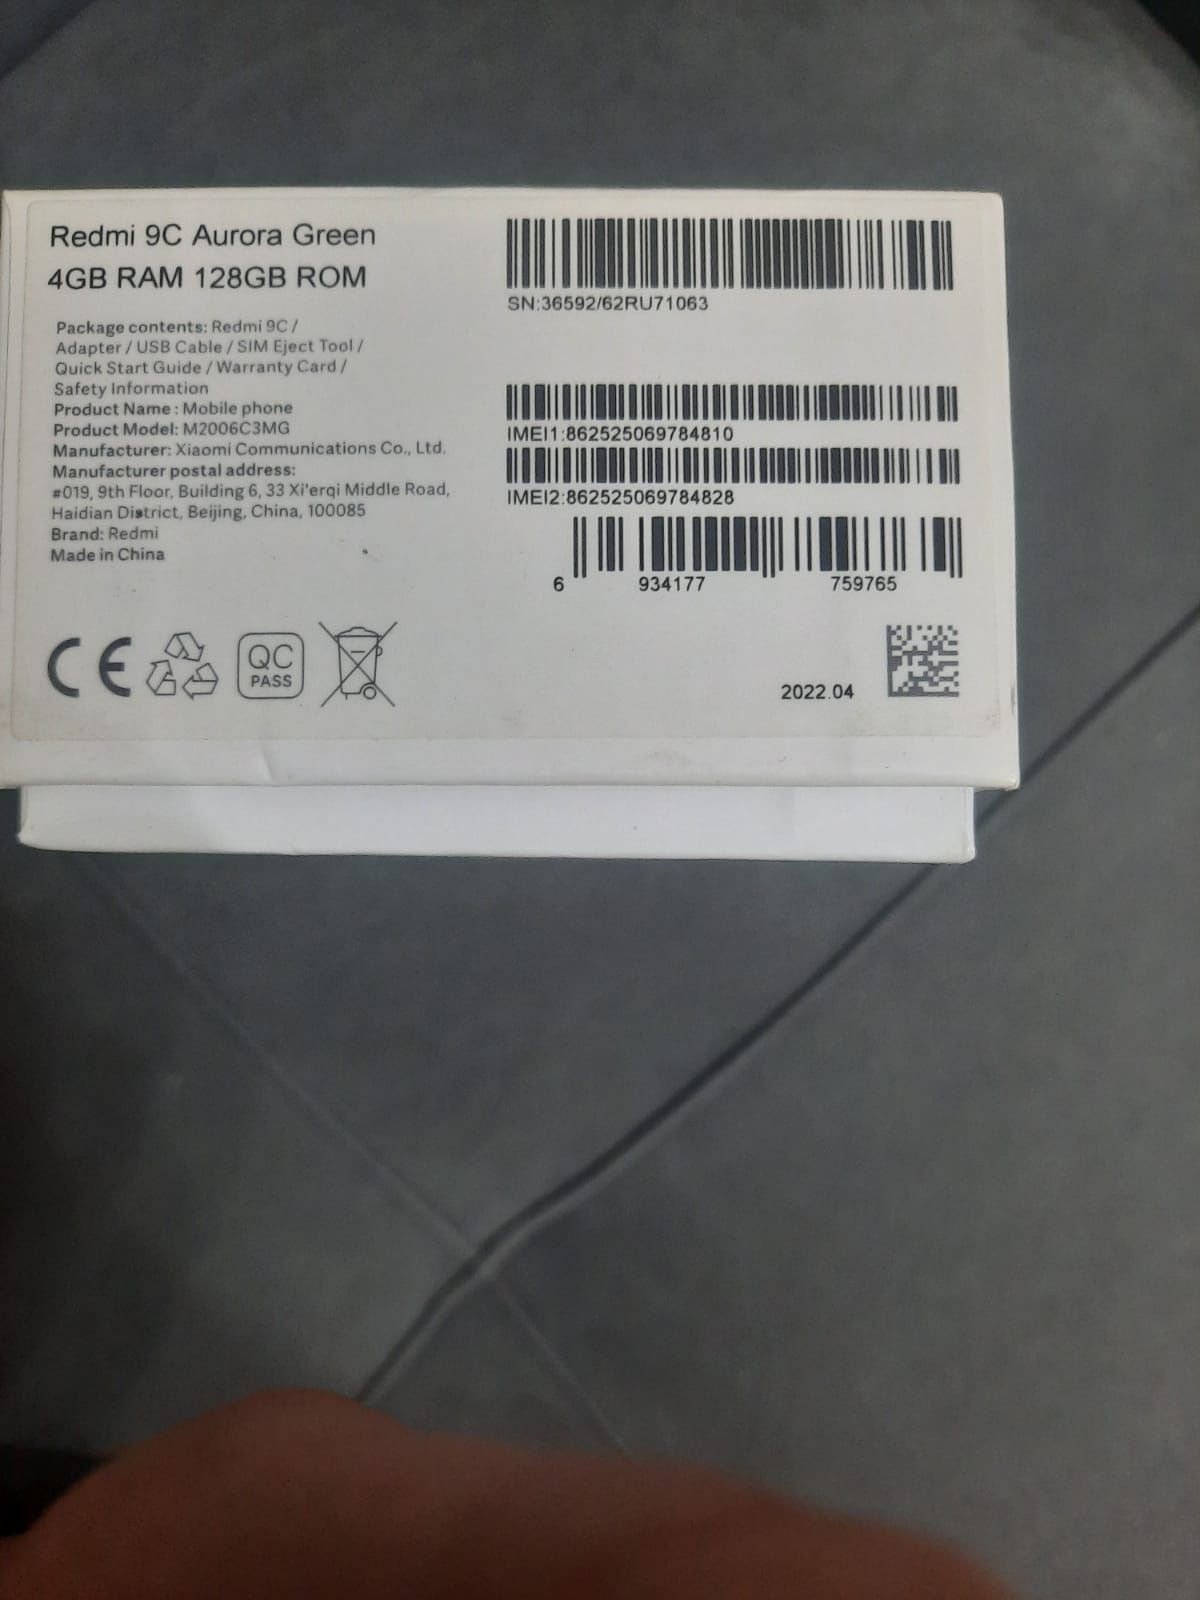 Redmi 9C Aurora Green
4GB RAM 128GB ROM
Package contents: Redmi 9C /
Adapter / USB Cable / SIM Eject Tool /
Quick Start Guide / Warranty Card /
Safety Information
Product Name : Mobile phone
Product Model: M2006C3MG
Manufacturer: Xiaomi Communications Co., Ltd.
Manufacturer postal address:
#019, 9th Floor, Building 6, 33 Xi'erqi Middle Road,
Haidian District, Beijing, China, 100085
Brand: Redmi
Made in China
CE
QC
PASS
SN:36592/62RU71063
IMEI1:862525069784810
IMEI2:862525069784828
6 934177 759765
2022.04